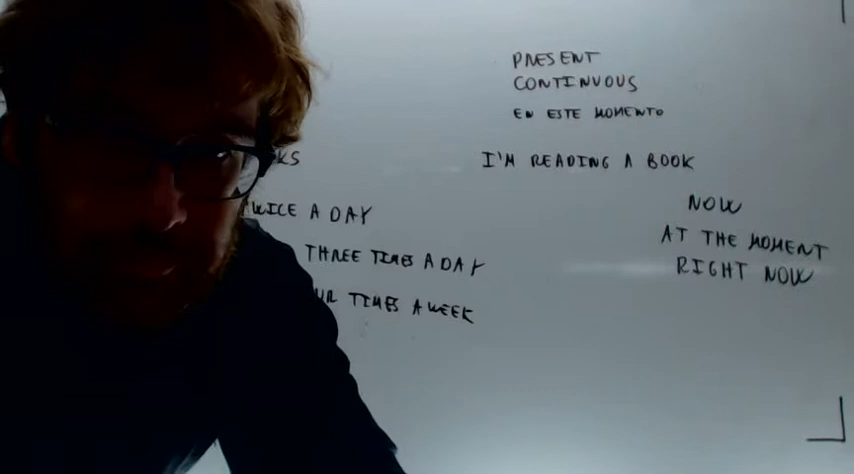 PRESENT
CONTINUOUS
EN ESTE MOMENTO
I'M READING A BOOK
A DAY
THREE TIMES A DAY
TIMES A WEEK
NOW
AT THE MOMENT
RIGHT NOW